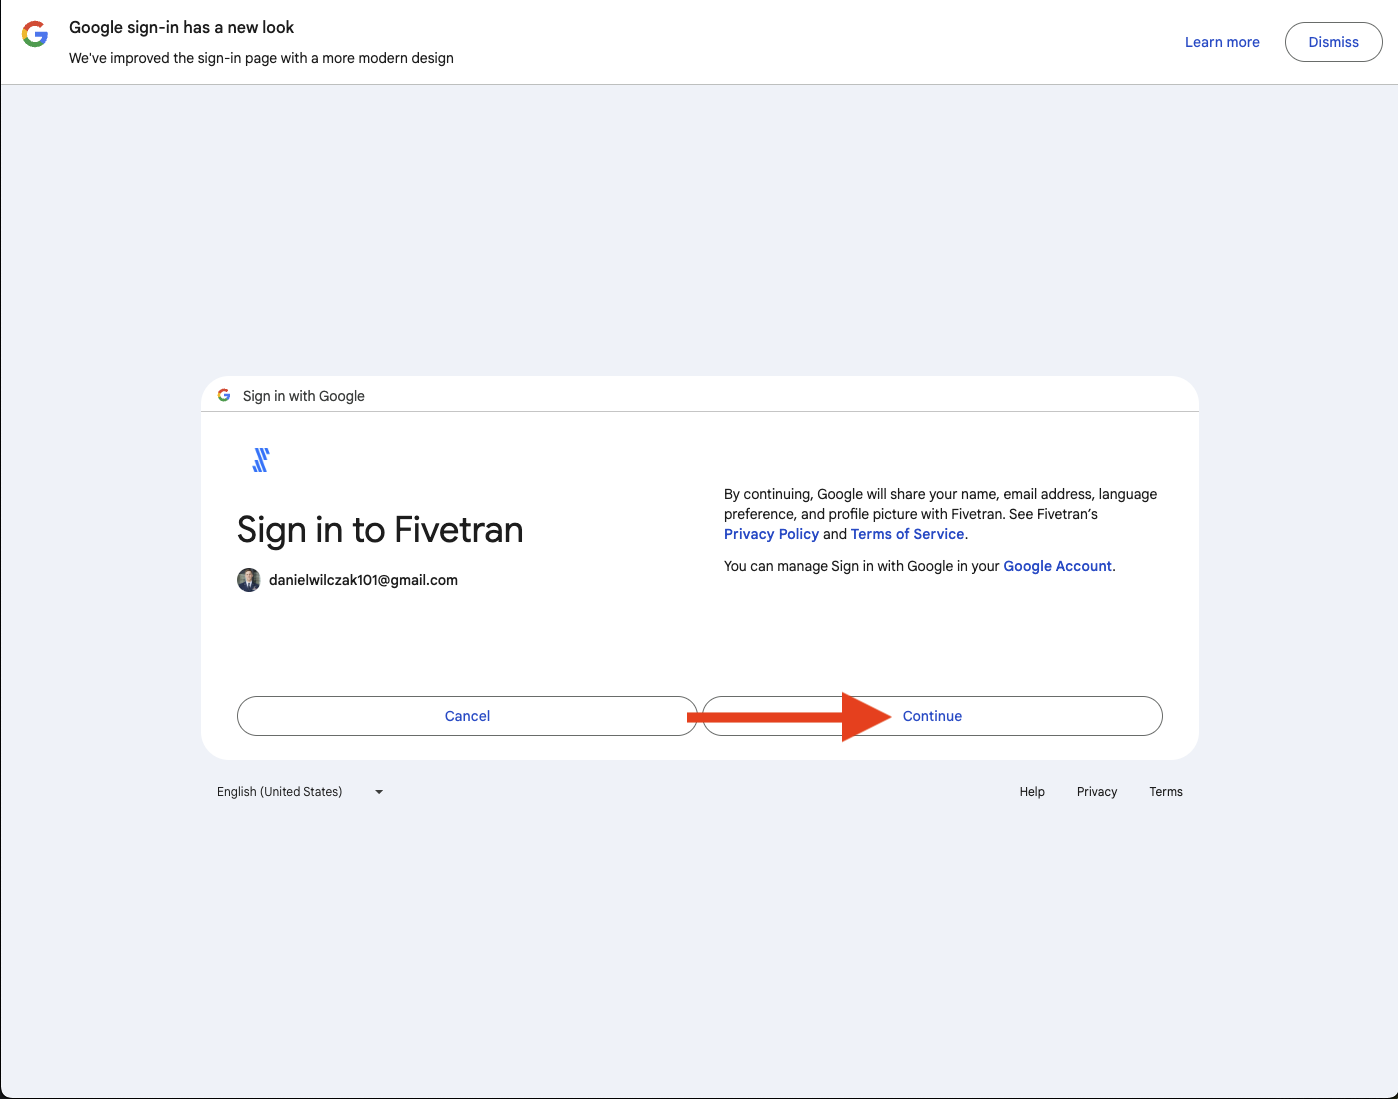 Google sign-in has a new look
We've improved the sign-in page with a more modern design
Learn more
Dismiss
Sign in with Google
Sign in to Fivetran
danielwilczak101@gmail.com
By continuing, Google will share your name, email address, language
preference, and profile picture with Fivetran. See Fivetran's
Privacy Policy and Terms of Service.
You can manage Sign in with Google in your Google Account.
Cancel
Continue
English (United States)
Help
Privacy
Terms